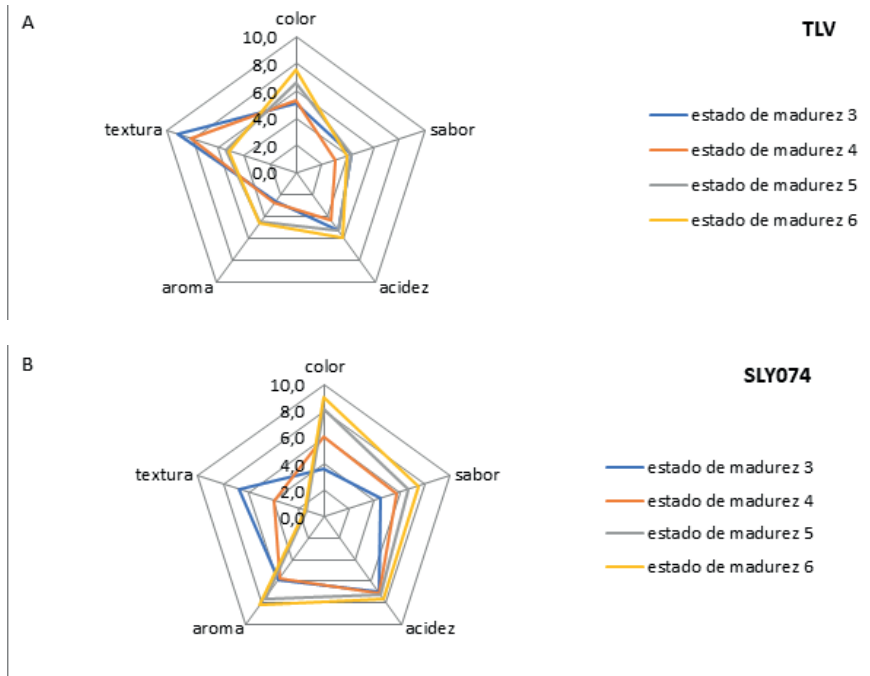 A
TLV
color
10,0
8,0
6,0
4,0
2,0
0,0
textura
sabor
aroma
acidez
estado de madurez 3
estado de madurez 4
estado de madurez 5
estado de madurez 6
B
SLY074
color
10,0
8,0
6,0
4,0
2,0
0,0
textura
sabor
aroma
acidez
estado de madurez 3
estado de madurez 4
estado de madurez 5
estado de madurez 6